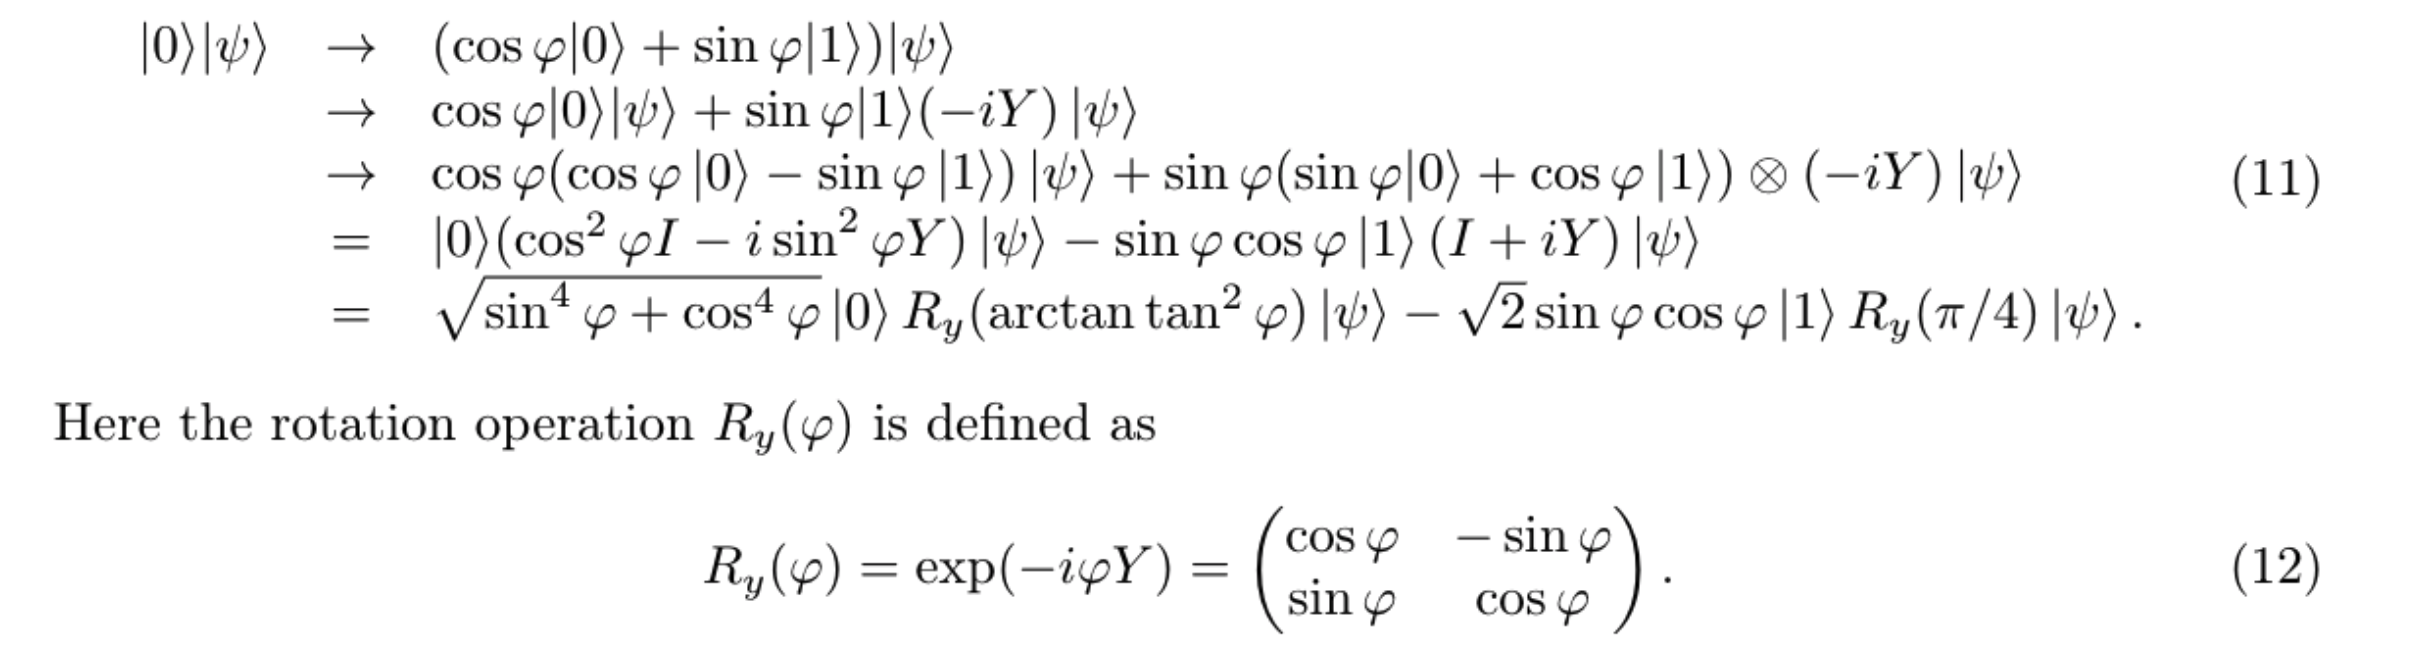 |0⟩|ψ⟩ → (cos φ|0⟩ + sin φ|1⟩)|ψ⟩
→ cos φ|0⟩|ψ⟩ + sin φ|1⟩(−iY) |ψ⟩
→ cos φ(cos φ |0⟩ − sin φ |1⟩) |ψ⟩ + sin φ(sin φ|0⟩ + cos φ |1⟩) ⊗ (−iY) |ψ⟩ (11)
= |0⟩(cos² φI − i sin² φY) |ψ⟩ − sin φ cos φ |1⟩ (I + iY) |ψ⟩
= √(sin⁴ φ + cos⁴ φ) |0⟩ R_y(arctan tan² φ) |ψ⟩ − √2 sin φ cos φ |1⟩ R_y(π/4) |ψ⟩ .
Here the rotation operation R_y(φ) is defined as
R_y(φ) = exp(−iφY) = (cos φ − sin φ
sin φ cos φ) . (12)